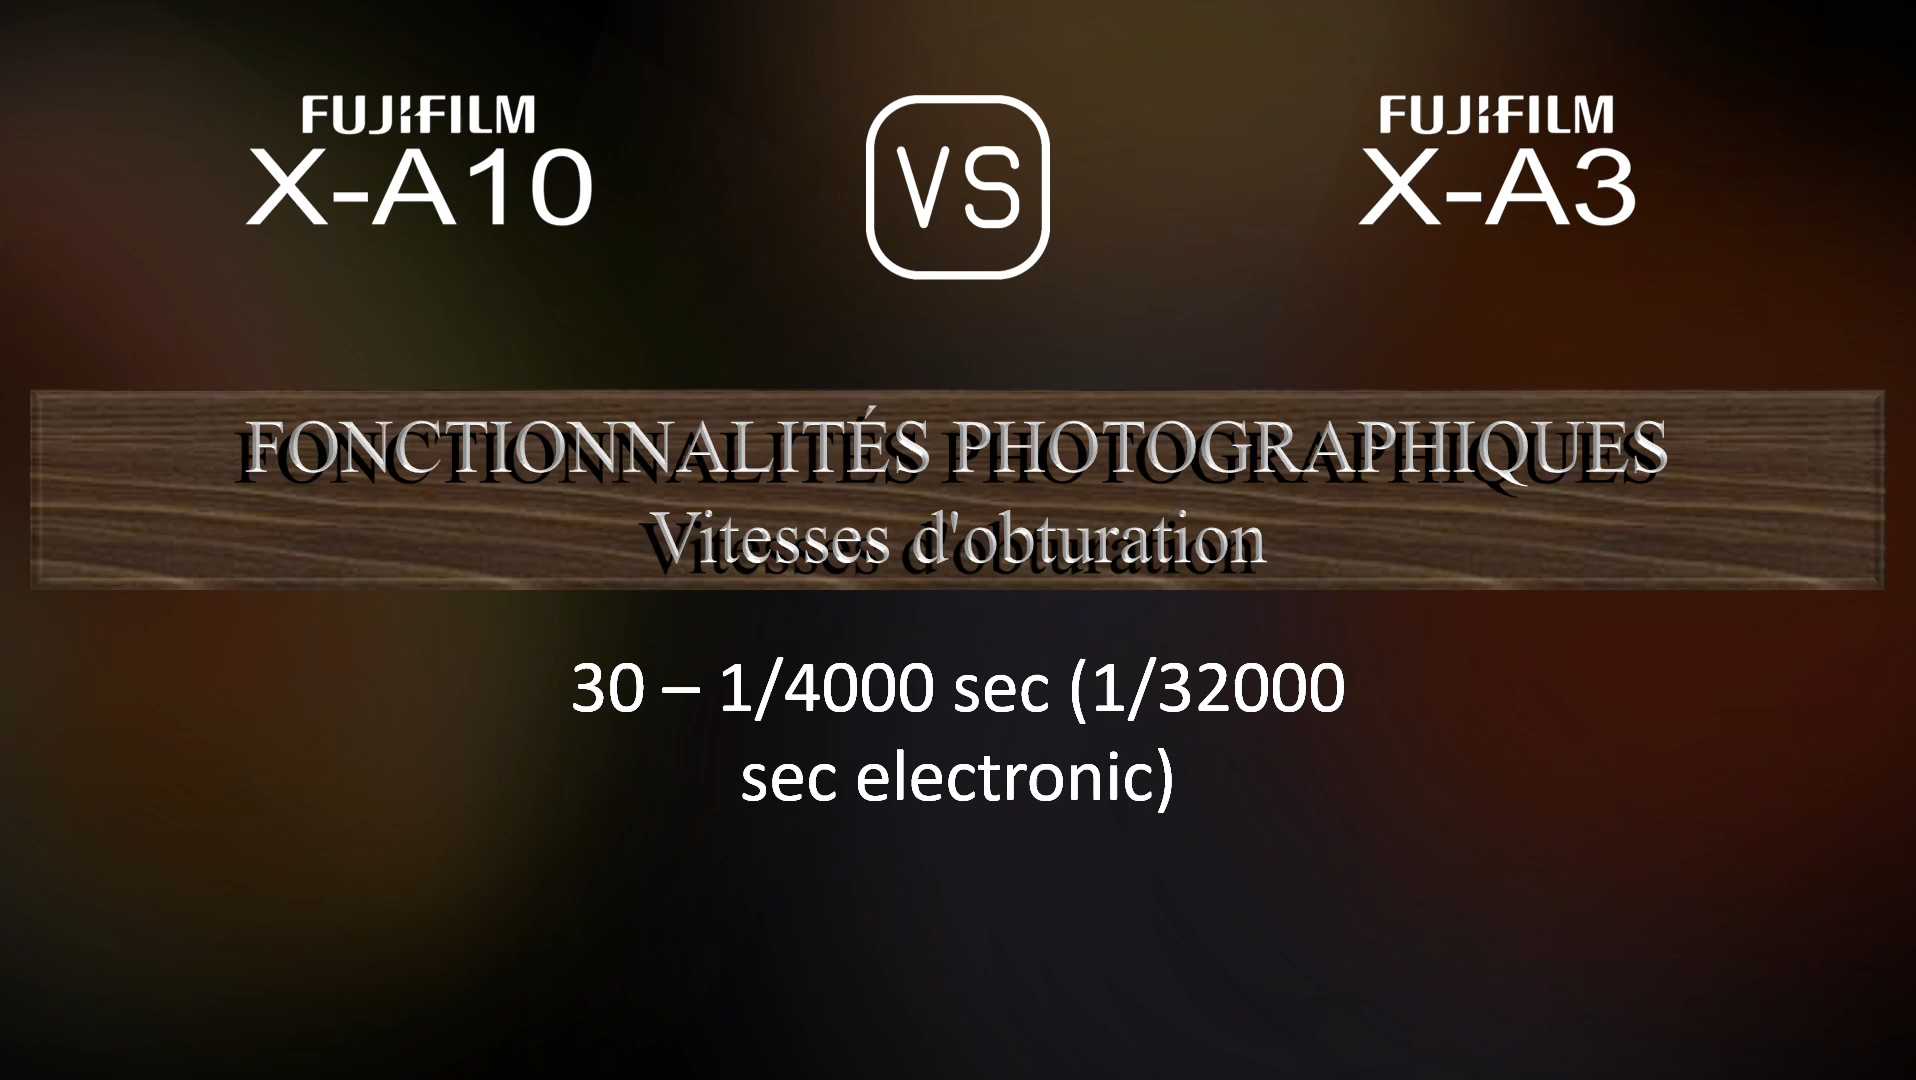 FUJIFILM
X-A10
VS
FUJIFILM
X-A3
FONCTIONNALITÉS PHOTOGRAPHIQUES
Vitesses d'obturation
30 – 1/4000 sec (1/32000
sec electronic)